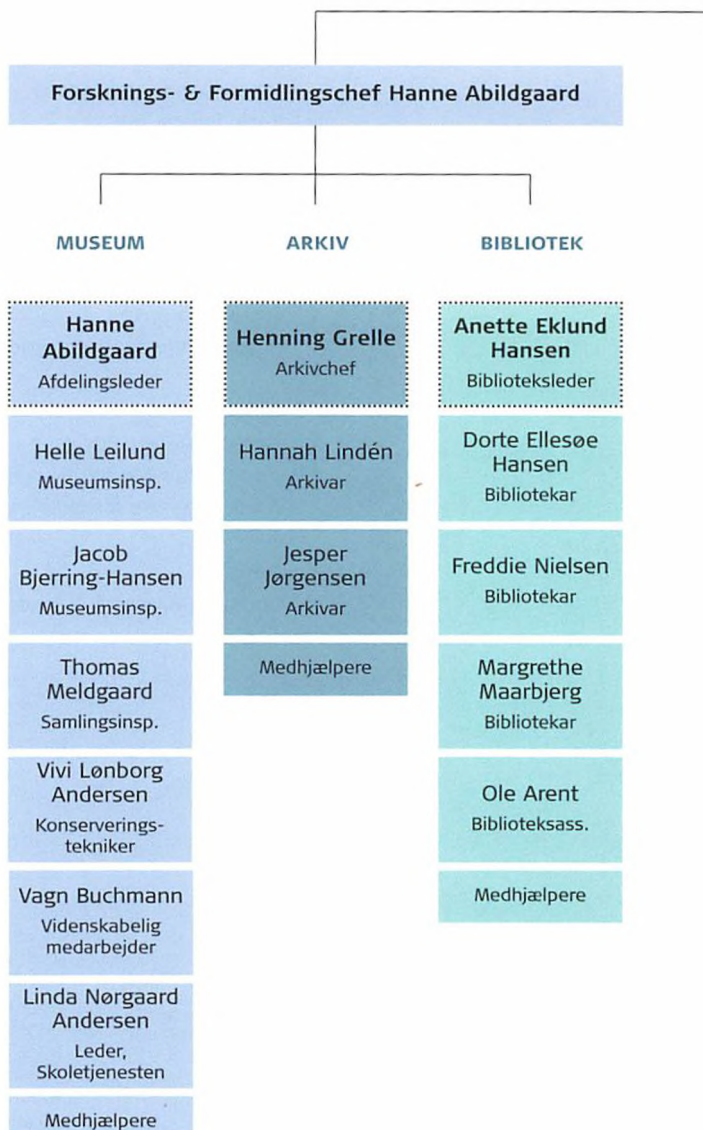 Forsknings- & Formidlingschef Hanne Abildgaard
MUSEUM
Hanne
Abildgaard
Afdelingsleder
Helle Leilund
Museumsinsp.
Jacob
Bjerring-Hansen
Museumsinsp.
Thomas
Meldgaard
Samlingsinsp.
Vivi Lønborg
Andersen
Konserverings-
tekniker
Vagn Buchmann
Videnskabelig
medarbejder
Linda Nørgaard
Andersen
Leder,
Skoletjenesten
Medhjælpere
ARKIV
Henning Grelle
Arkivchef
Hannah Lindén
Arkivar
Jesper
Jørgensen
Arkivar
Medhjælpere
BIBLIOTEK
Anette Eklund
Hansen
Biblioteksleder
Dorte Ellesøe
Hansen
Bibliotekar
Freddie Nielsen
Bibliotekar
Margrethe
Maarbjerg
Bibliotekar
Ole Arent
Biblioteksass.
Medhjælpere